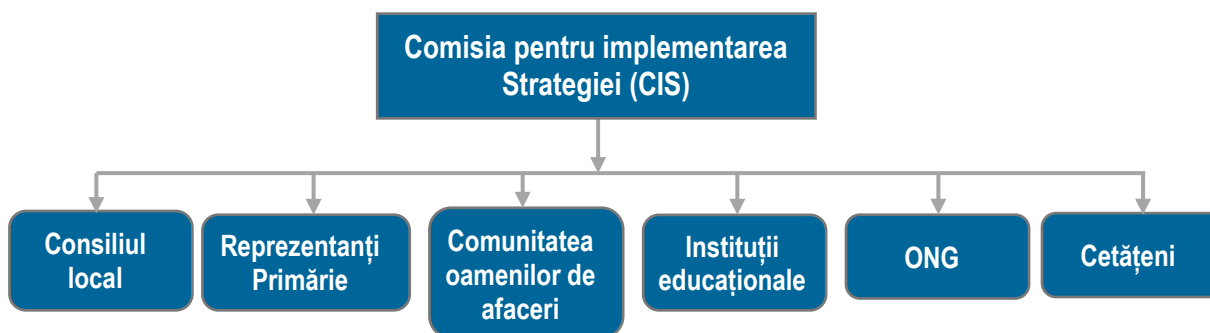 Comisia pentru implementarea
Strategiei (CIS)
Consiliul
local
Reprezentanți
Primărie
Comunitatea
oamenilor de
afaceri
Instituții
educaționale
ONG
Cetățeni